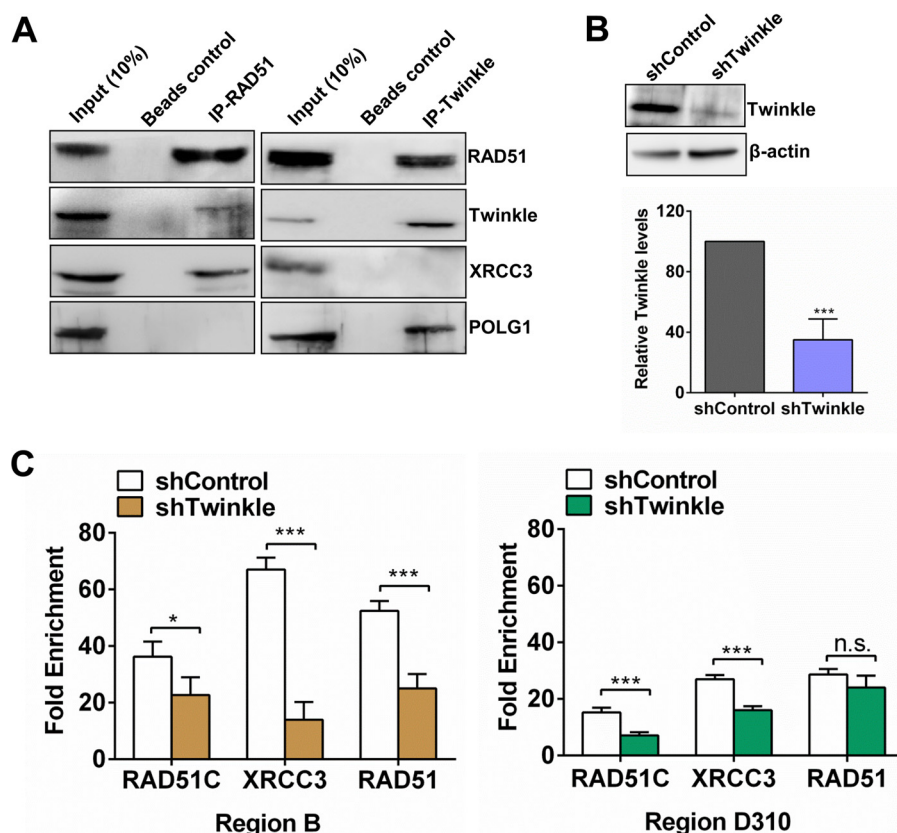 A
Input (10%)
Beads control
IP-RAD51
Input (10%)
Beads control
IP-Twinkle
RAD51
Twinkle
XRCC3
POLG1
B
shControl
shTwinkle
Twinkle
β-actin
Relative Twinkle levels
120
80
40
0
***
shControl shTwinkle
C
shControl
shTwinkle
Fold Enrichment
80
60
40
20
0
*
***
***
RAD51C XRCC3 RAD51
Region B
shControl
shTwinkle
Fold Enrichment
80
60
40
20
0
***
***
n.s.
RAD51C XRCC3 RAD51
Region D310